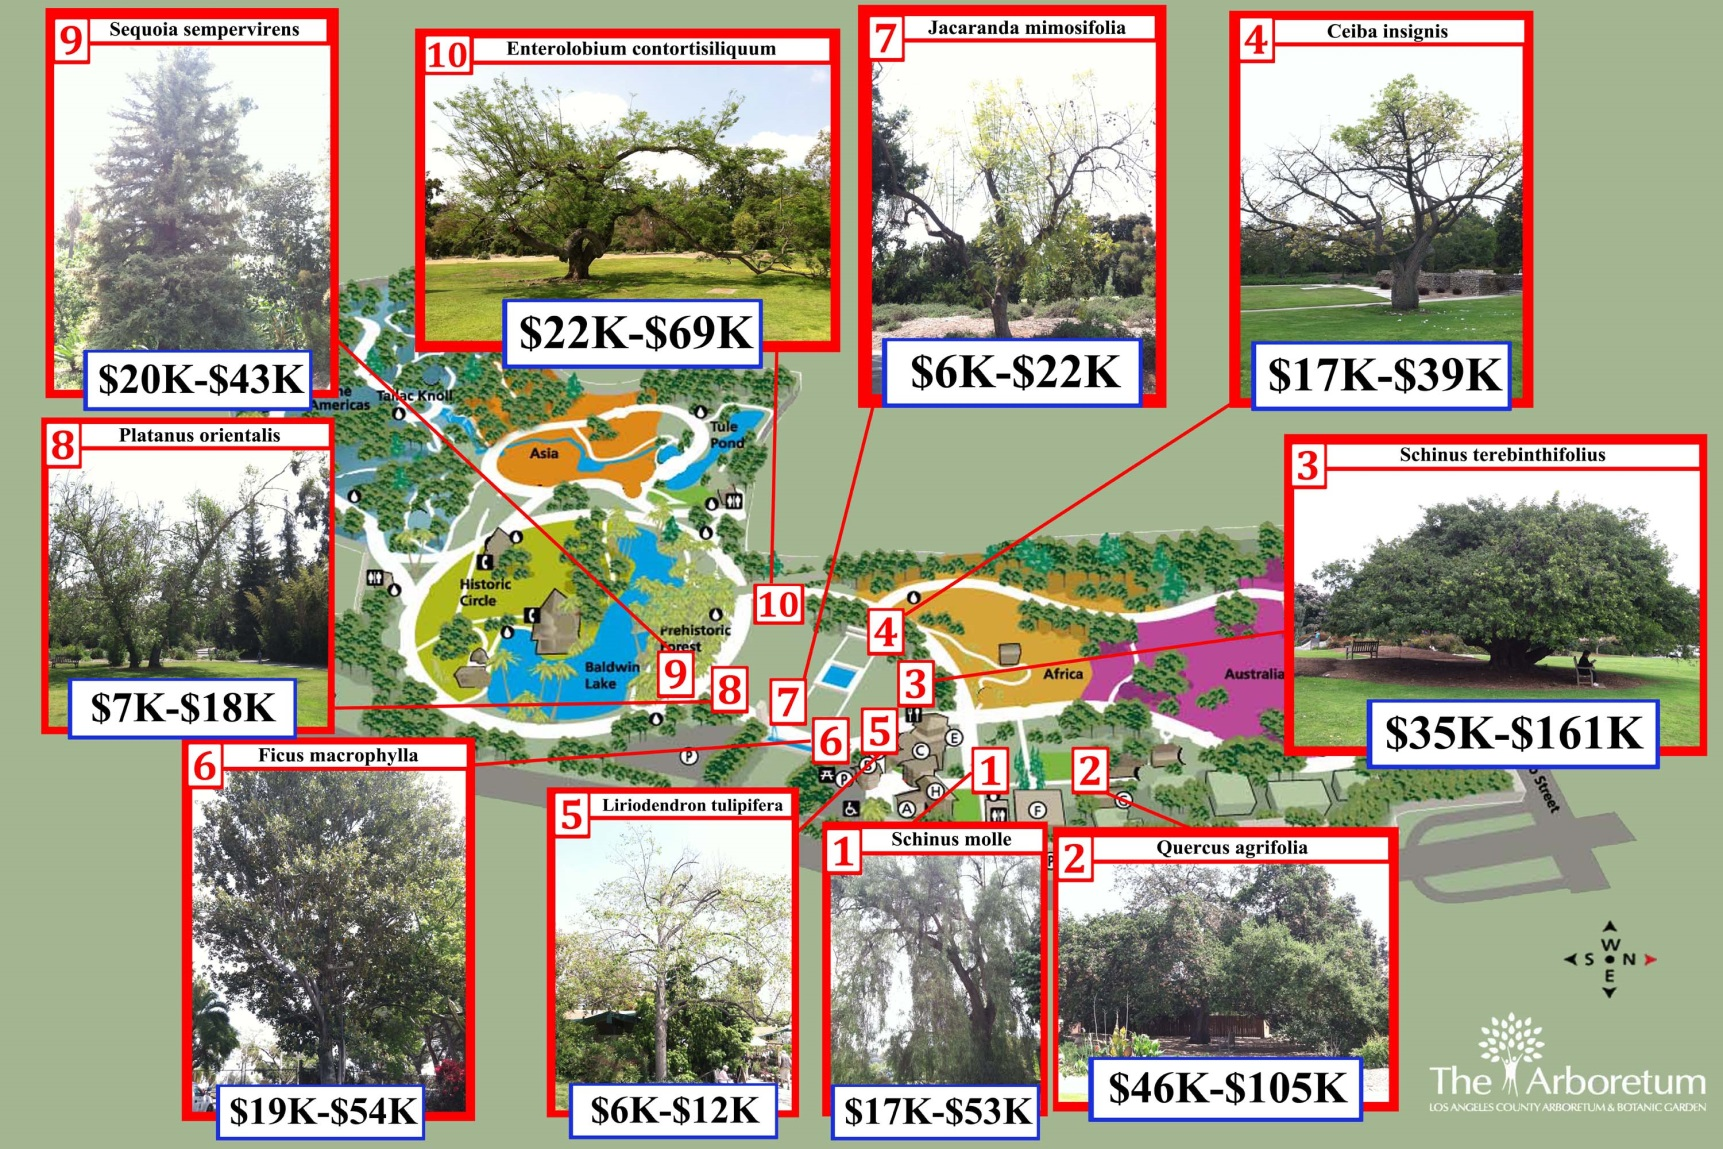 9
Sequoia sempervirens
$20K-$43K
10
Enterolobium contortisiliquum
$22K-$69K
7
Jacaranda mimosifolia
$6K-$22K
4
Ceiba insignis
$17K-$39K
8
Platanus orientalis
$7K-$18K
3
Schinus terebinthifolius
$35K-$161K
6
Ficus macrophylla
$19K-$54K
5
Liriodendron tulipifera
$6K-$12K
1
Schinus molle
$17K-$53K
2
Quercus agrifolia
$46K-$105K
Americas
Tallac Knoll
Tule
Pond
Asia
Historic
Circle
Prehistoric
Forest
Baldwin
Lake
Africa
Australia
10
4
9
8
7
3
6
5
1
2
P
P
B
C
E
H
A
F
G
Street
W
S N
E
The Arboretum
LOS ANGELES COUNTY ARBORETUM & BOTANIC GARDEN